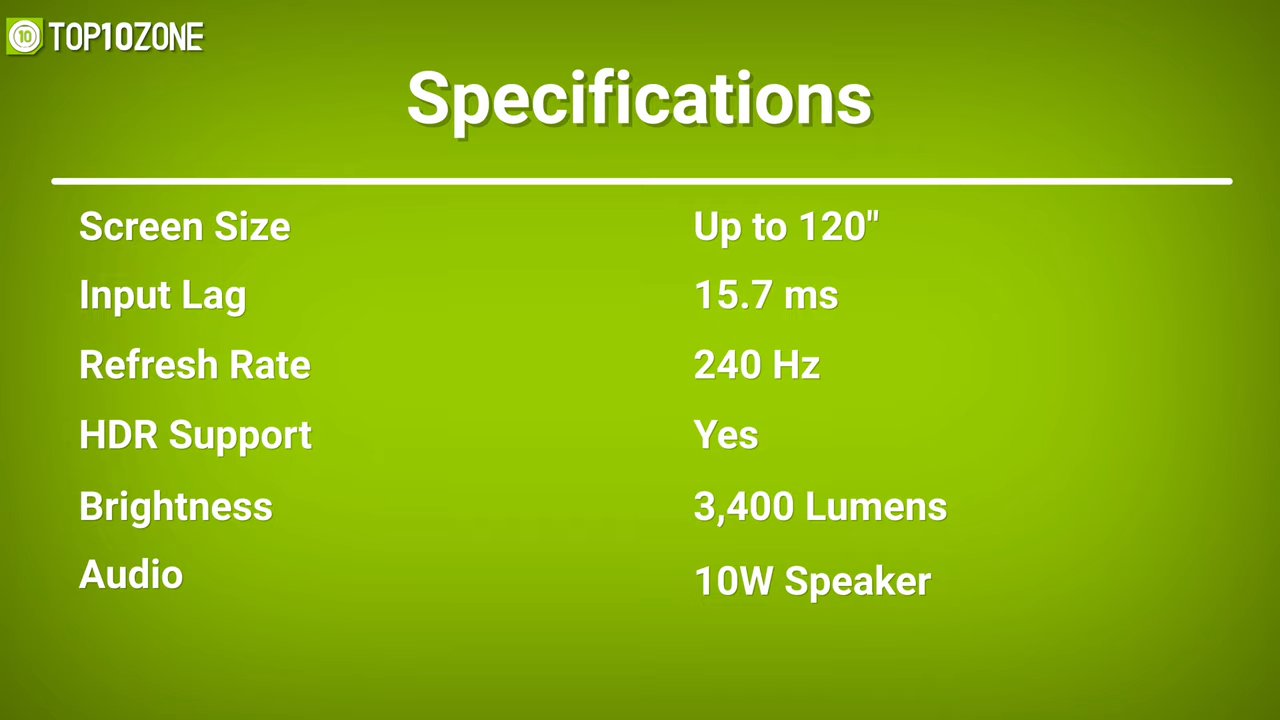 10 TOP10ZONE
Specifications
Screen Size Up to 120"
Input Lag 15.7 ms
Refresh Rate 240 Hz
HDR Support Yes
Brightness 3,400 Lumens
Audio 10W Speaker